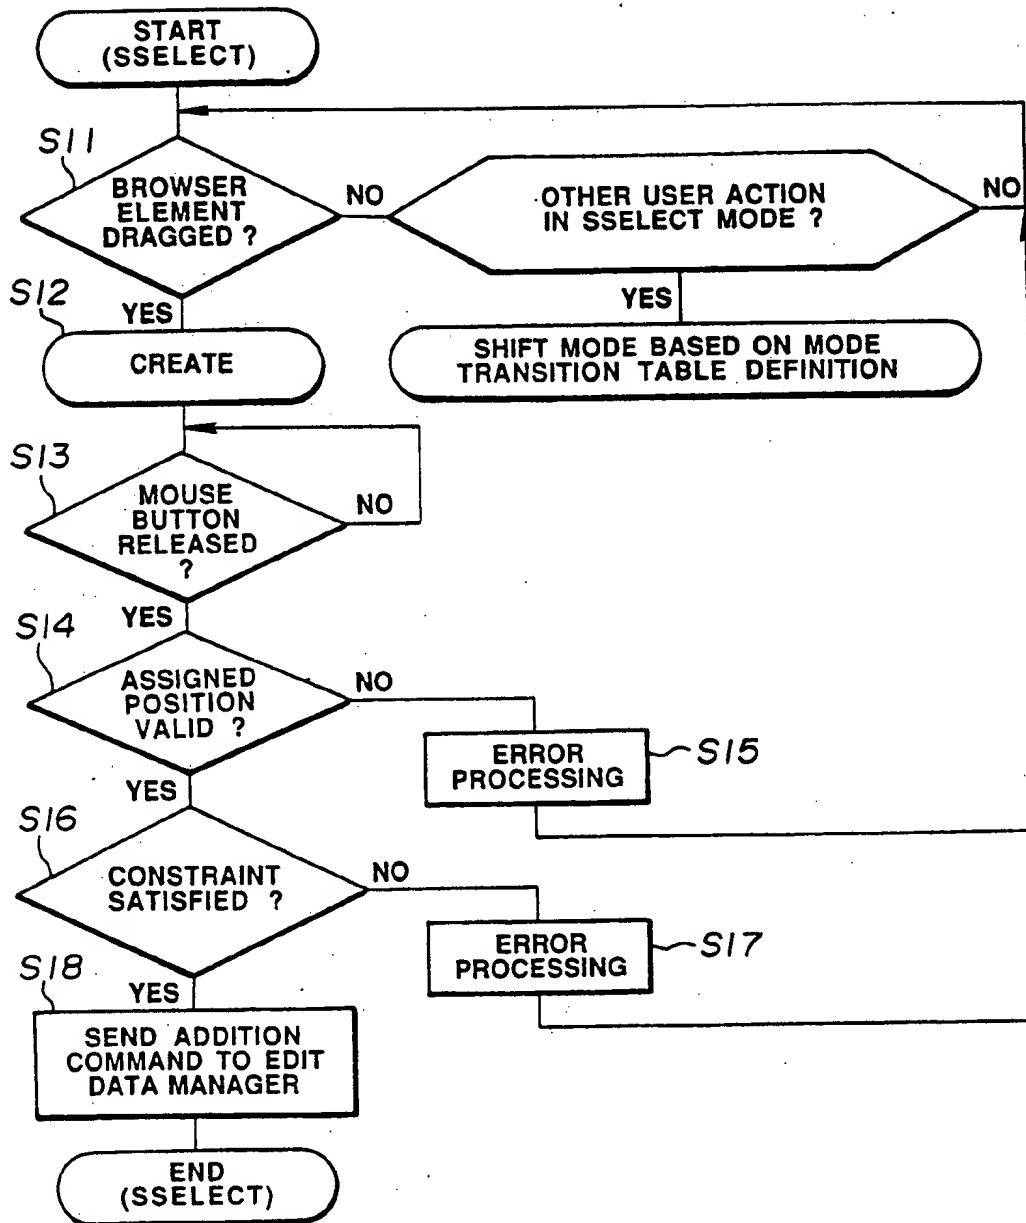 START
(SSELECT)
S11
BROWSER
ELEMENT
DRAGGED ?
NO
OTHER USER ACTION
IN SSELECT MODE ?
NO
YES
S12
YES
CREATE
SHIFT MODE BASED ON MODE
TRANSITION TABLE DEFINITION
S13
MOUSE
BUTTON
RELEASED
?
NO
YES
S14
ASSIGNED
POSITION
VALID ?
NO
ERROR
PROCESSING
S15
YES
S16
CONSTRAINT
SATISFIED ?
NO
ERROR
PROCESSING
S17
S18
YES
SEND ADDITION
COMMAND TO EDIT
DATA MANAGER
END
(SSELECT)